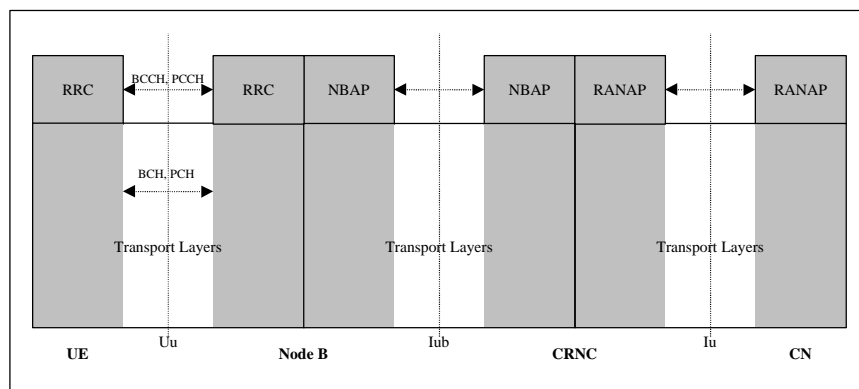 BCCH, PCCH
RRC RRC NBAP NBAP RANAP RANAP
BCH, PCH
Transport Layers Transport Layers Transport Layers
Uu Iub Iu
UE Node B CRNC CN